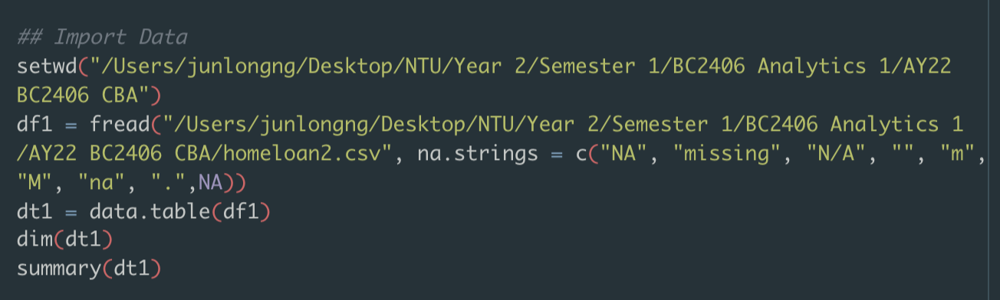 ## Import Data
setwd("/Users/junlongng/Desktop/NTU/Year 2/Semester 1/BC2406 Analytics 1/AY22
BC2406 CBA")
df1 = fread("/Users/junlongng/Desktop/NTU/Year 2/Semester 1/BC2406 Analytics 1
/AY22 BC2406 CBA/homeloan2.csv", na.strings = c("NA", "missing", "N/A", "", "m",
"M", "na", ".",NA))
dt1 = data.table(df1)
dim(dt1)
summary(dt1)